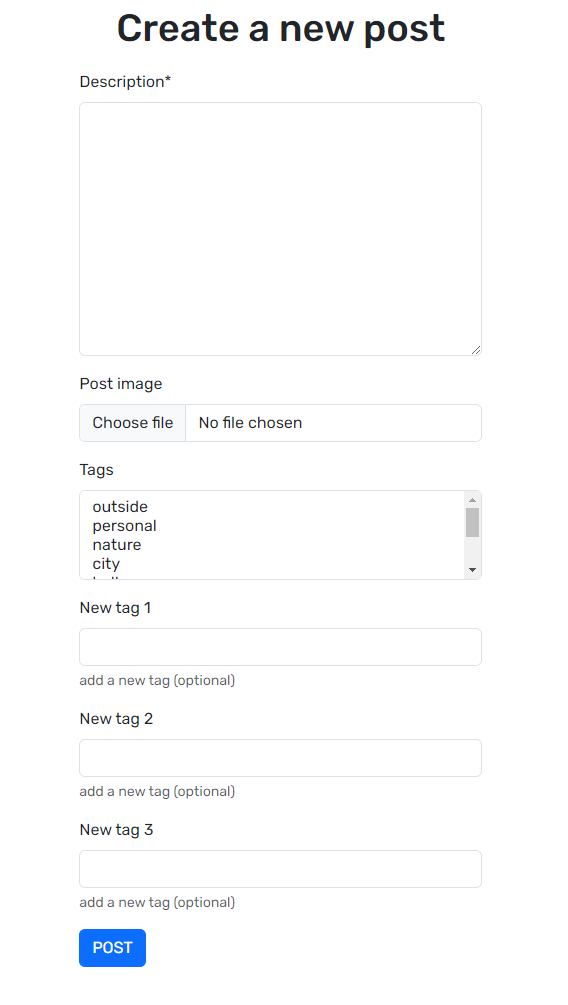 Create a new post
Description*
Post image
Choose file No file chosen
Tags
outside
personal
nature
city
New tag 1
add a new tag (optional)
New tag 2
add a new tag (optional)
New tag 3
add a new tag (optional)
POST